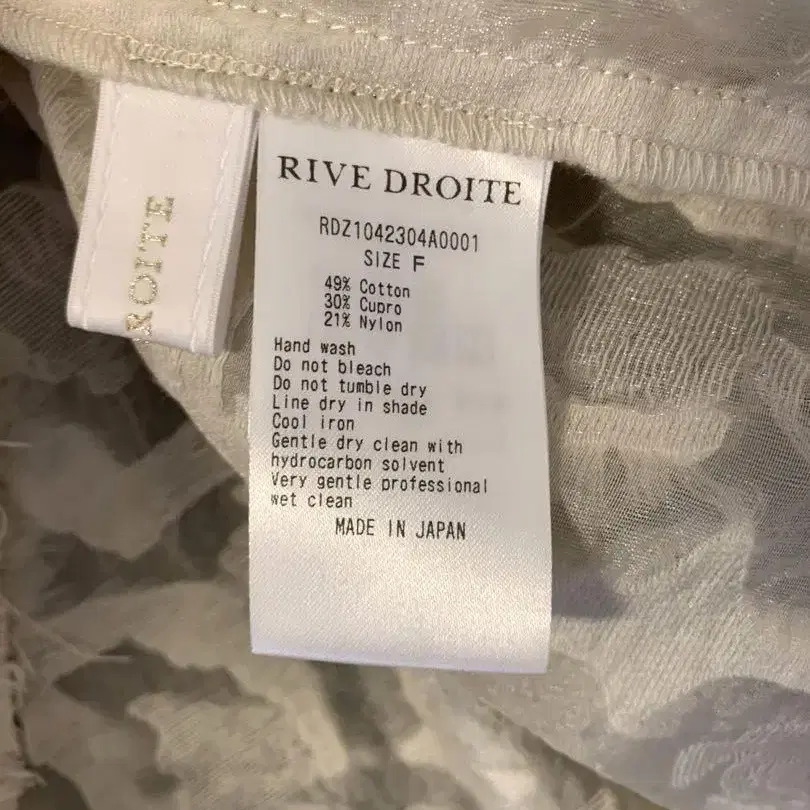 RIVE DROITE
RDZ1042304A0001
SIZE F
49% Cotton
30% Cupro
21% Nylon
Hand wash
Do not bleach
Do not tumble dry
Line dry in shade
Cool iron
Gentle dry clean with
hydrocarbon solvent
Very gentle professional
wet clean
MADE IN JAPAN
ROITE